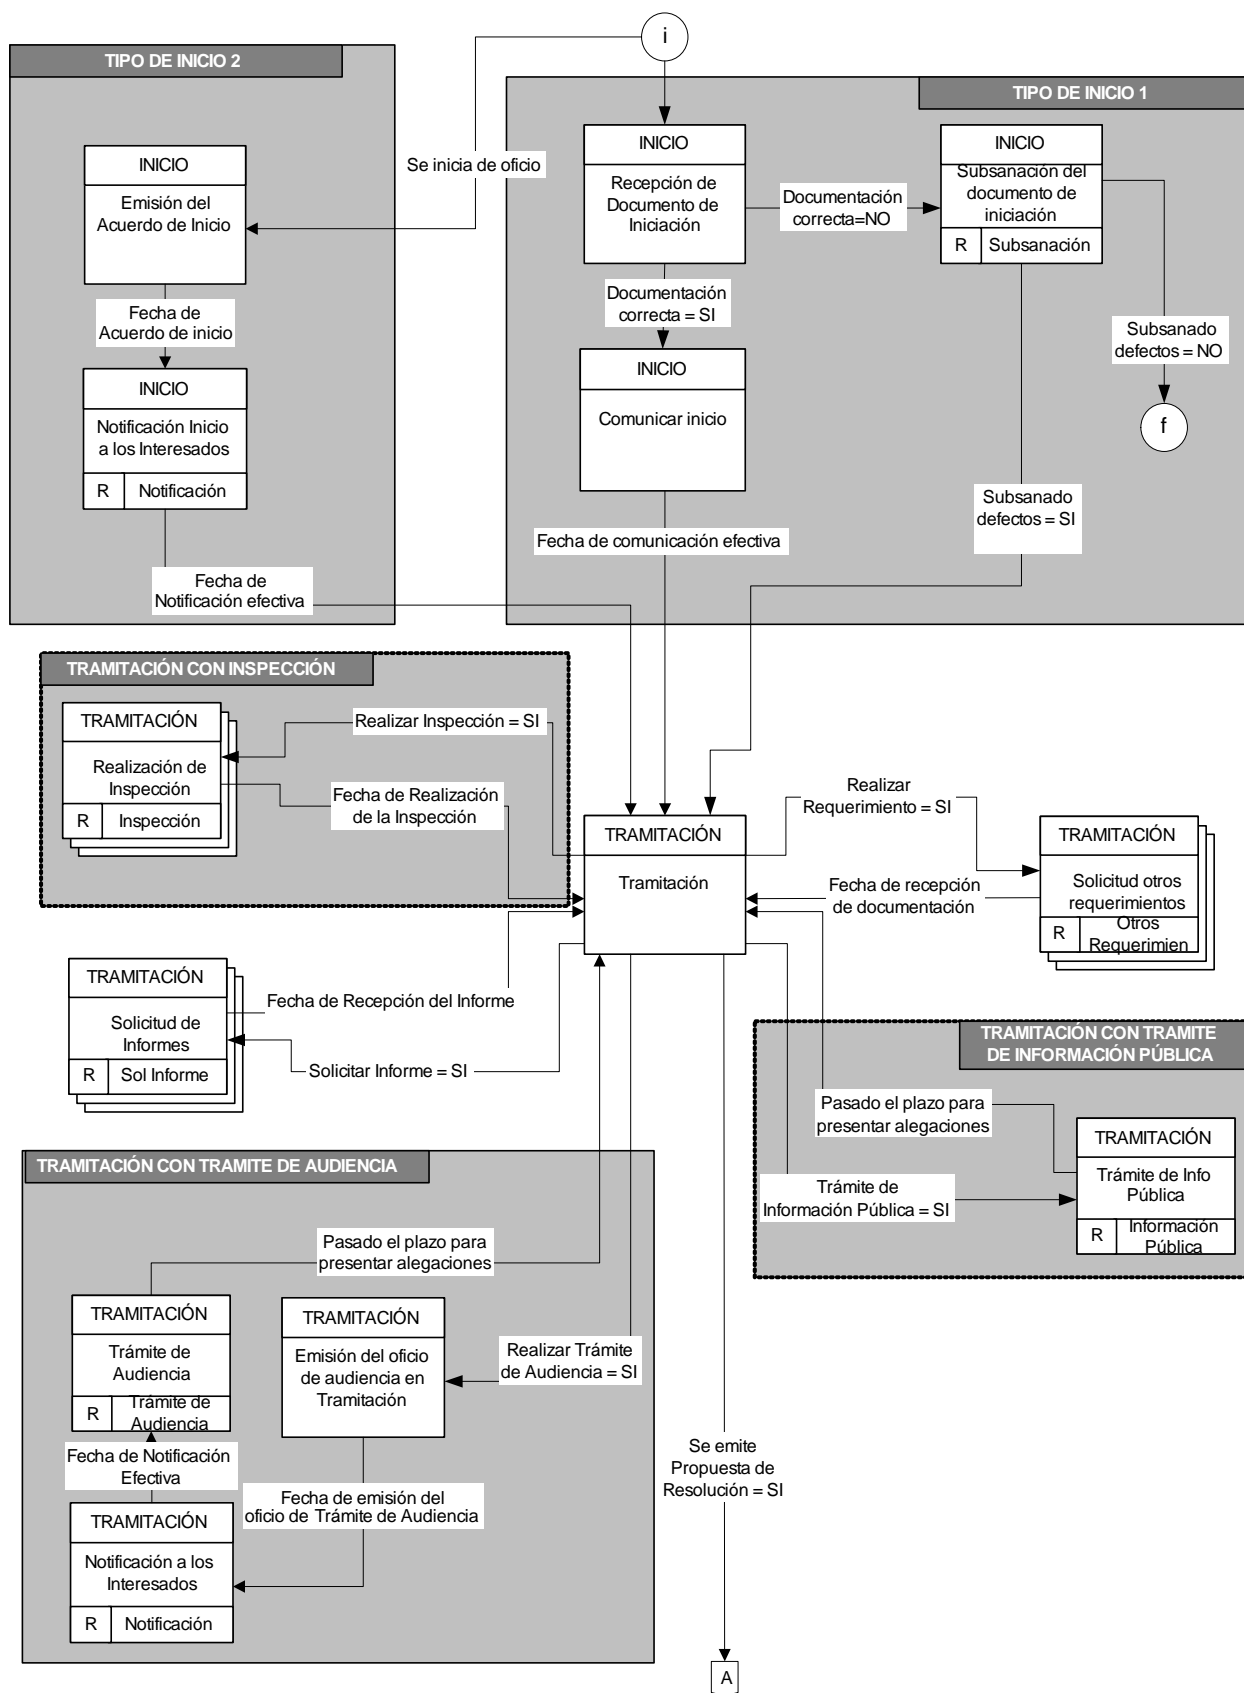 i
TIPO DE INICIO 2
TIPO DE INICIO 1
INICIO
Emisión del
Acuerdo de Inicio
Se inicia de oficio
INICIO
Recepción de
Documento de
Iniciación
Documentación
correcta=NO
INICIO
Subsanación del
documento de
iniciación
R
Subsanación
Fecha de
Acuerdo de inicio
Documentación
correcta = SI
Subsanado
defectos = NO
f
INICIO
Notificación Inicio
a los Interesados
R
Notificación
INICIO
Comunicar inicio
Subsanado
defectos = SI
Fecha de comunicación efectiva
Fecha de
Notificación efectiva
TRAMITACIÓN CON INSPECCIÓN
TRAMITACIÓN
Realización de
Inspección
R
Inspección
Realizar Inspección = SI
Fecha de Realización
de la Inspección
TRAMITACIÓN
Tramitación
Realizar
Requerimiento = SI
Fecha de recepción
de documentación
TRAMITACIÓN
Solicitud otros
requerimientos
R
Otros
Requerimien
TRAMITACIÓN
Solicitud de
Informes
R
Sol Informe
Fecha de Recepción del Informe
Solicitar Informe = SI
TRAMITACIÓN CON TRAMITE
DE INFORMACIÓN PÚBLICA
Pasado el plazo para
presentar alegaciones
TRAMITACIÓN
Trámite de Info
Pública
R
Información
Pública
Trámite de
Información Pública = SI
TRAMITACIÓN CON TRAMITE DE AUDIENCIA
Pasado el plazo para
presentar alegaciones
TRAMITACIÓN
Trámite de
Audiencia
R
Trámite de
Audiencia
TRAMITACIÓN
Emisión del oficio
de audiencia en
Tramitación
Realizar Trámite
de Audiencia = SI
Fecha de Notificación
Efectiva
Fecha de emisión del
oficio de Trámite de Audiencia
Se emite
Propuesta de
Resolución = SI
TRAMITACIÓN
Notificación a los
Interesados
R
Notificación
A